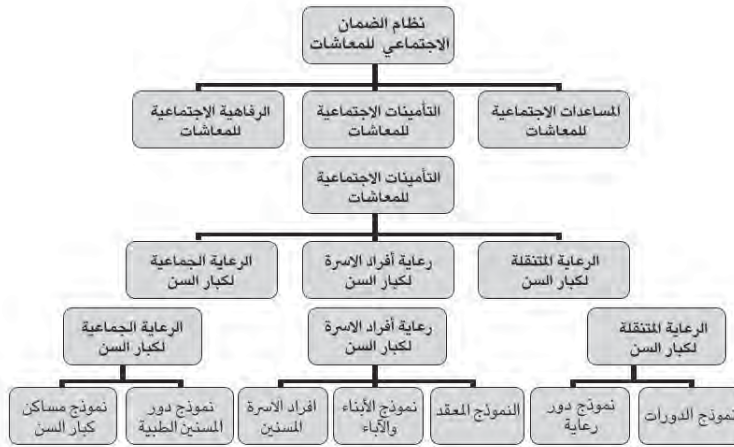 نظام الضمان
الاجتماعي للمعاشات
المساعدات الاجتماعية
للمعاشات
التأمينات الاجتماعية
للمعاشات
الرفاهية الاجتماعية
للمعاشات
التأمينات الاجتماعية
للمعاشات
الرعاية المتنقلة
لكبار السن
رعاية أفراد الاسرة
لكبار السن
الرعاية الجماعية
لكبار السن
الرعاية المتنقلة
لكبار السن
رعاية أفراد الاسرة
لكبار السن
الرعاية الجماعية
لكبار السن
نموذج الدورات
نموذج دور
رعاية
النموذج المعقد
نموذج الأبناء
والآباء
افراد الاسرة
المسنين
نموذج دور
المسنين الطبية
نموذج مساكن
كبار السن